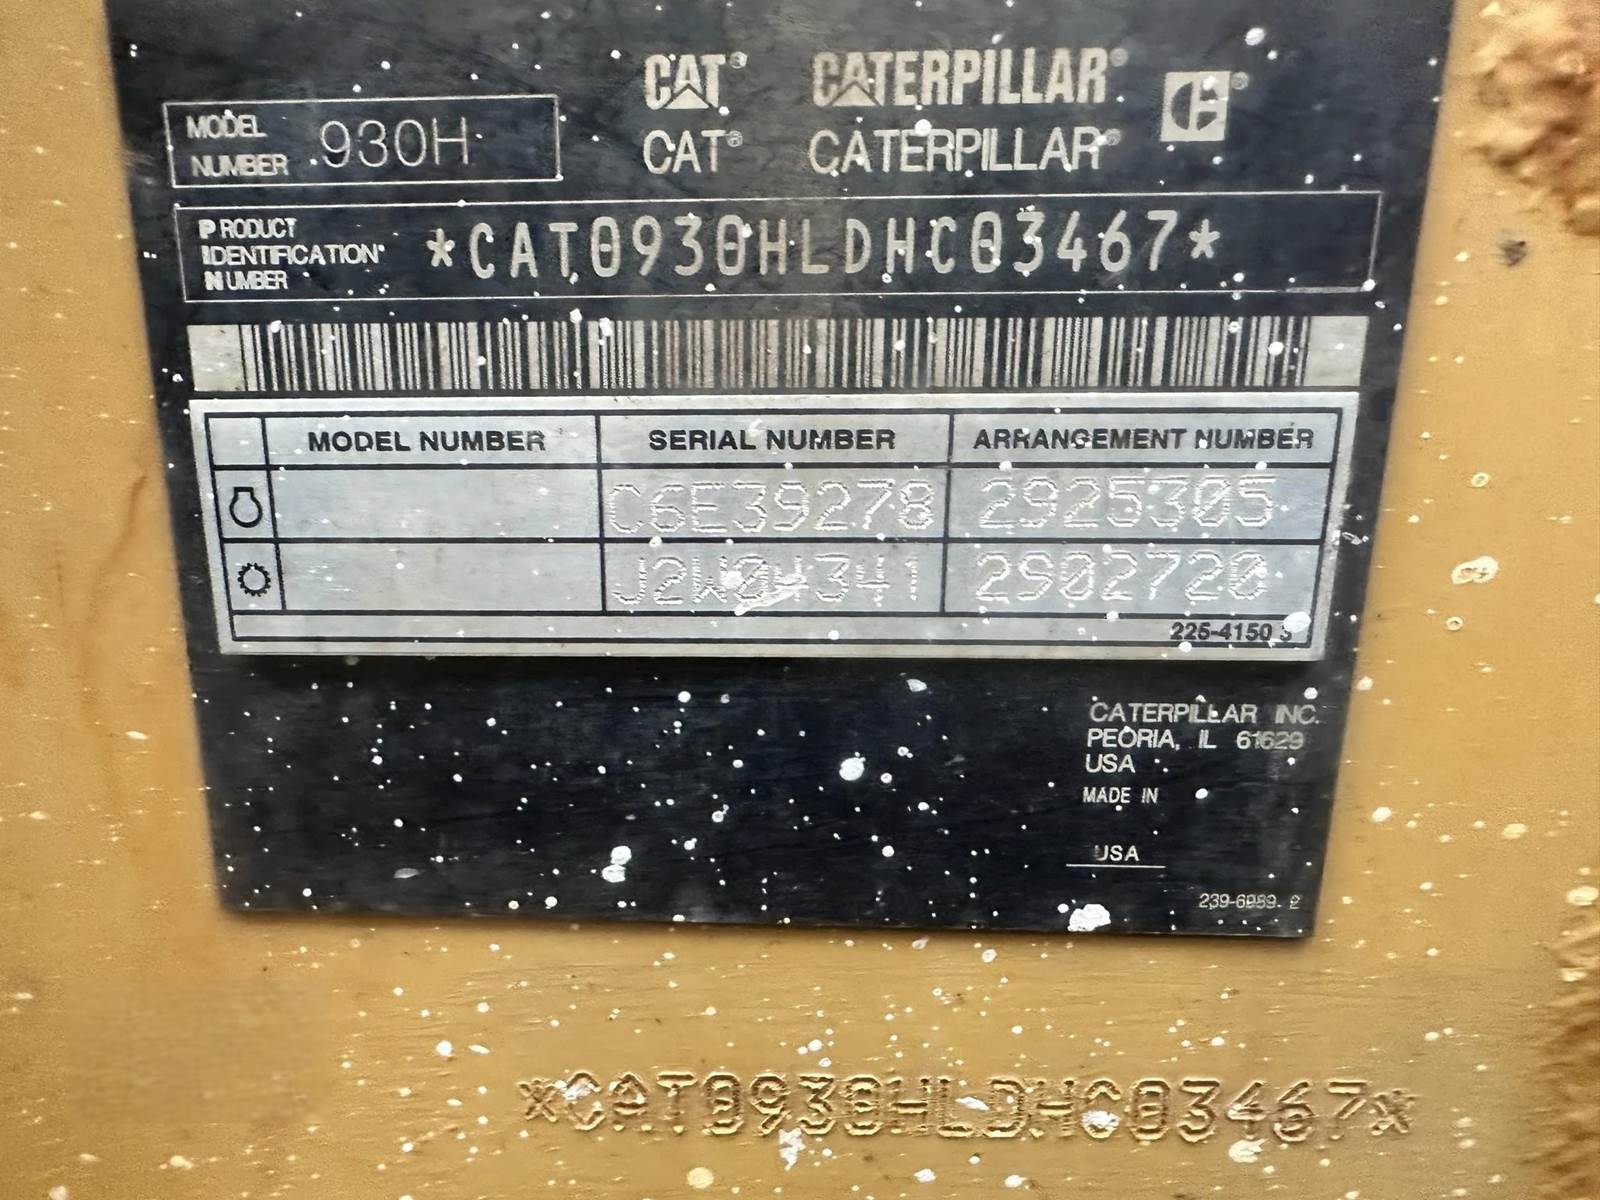 CAT® CATERPILLAR®
MODEL NUMBER 930H CAT® CATERPILLAR®
PRODUCT IDENTIFICATION NUMBER *CAT0930HLDHC03467*
MODEL NUMBER SERIAL NUMBER ARRANGEMENT NUMBER
C6E39278 2925305
2902720
225-4150 3
CATERPILLAR INC.
PEORIA, IL 61629
USA
MADE IN
USA
*CAT0930HLDHC03467*